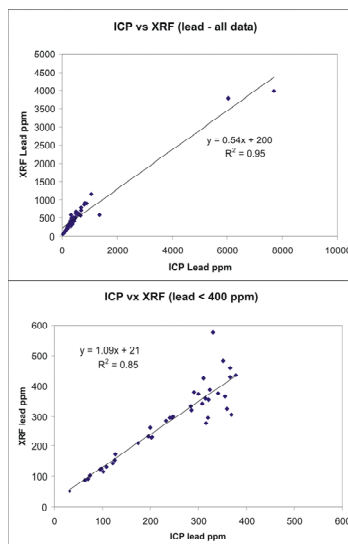 ICP vs XRF (lead - all data)
5000
4500
4000
3500
3000
2500
2000
1500
1000
500
0
XRF Lead ppm
y = 0.54x + 200
R² = 0.95
0 2000 4000 6000 8000 10000
ICP Lead ppm
ICP vx XRF (lead < 400 ppm)
600
500
400
300
200
100
0
XRF lead ppm
y = 1.09x + 21
R² = 0.85
0 100 200 300 400 500 600
ICP lead ppm